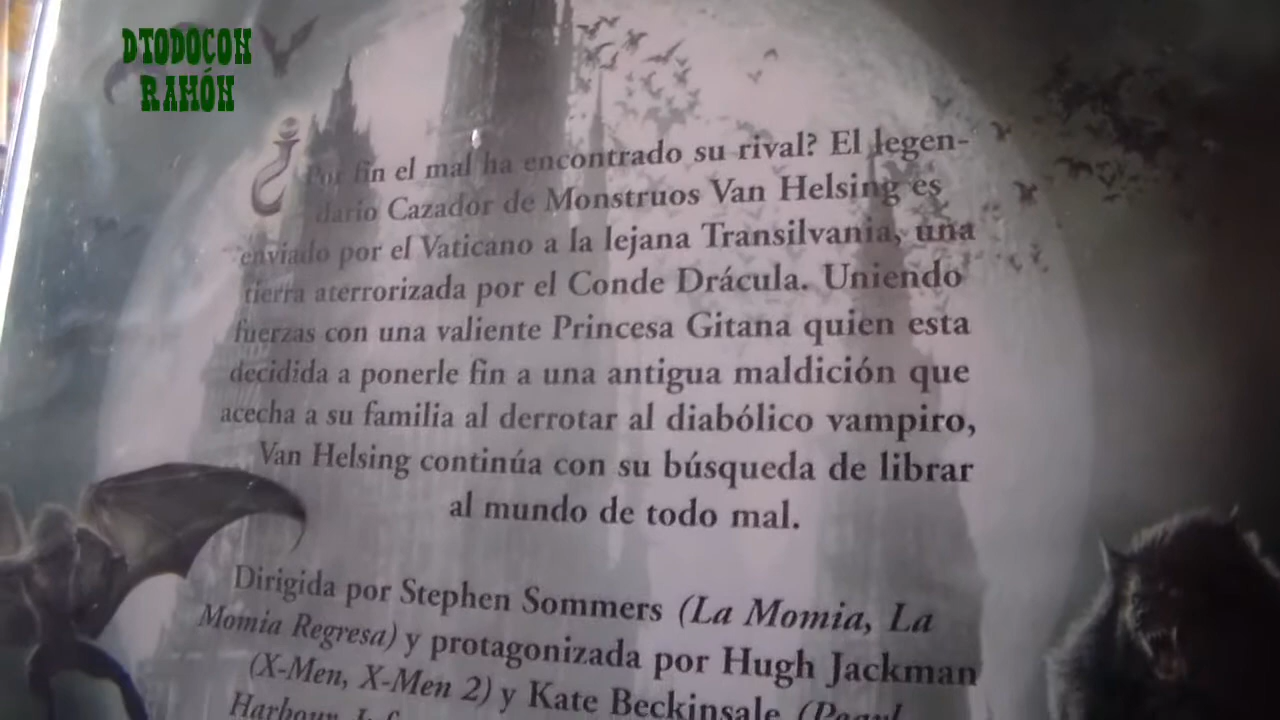 DTODOCON
RAMÓN
¿Por fin el mal ha encontrado su rival? El legen-
dario Cazador de Monstruos Van Helsing es
enviado por el Vaticano a la lejana Transilvania, una
tierra aterrorizada por el Conde Drácula. Uniendo
fuerzas con una valiente Princesa Gitana quien esta
decidida a ponerle fin a una antigua maldición que
acecha a su familia al derrotar al diabólico vampiro,
Van Helsing continúa con su búsqueda de librar
al mundo de todo mal.
Dirigida por Stephen Sommers (La Momia, La
Momia Regresa) y protagonizada por Hugh Jackman
(X-Men, X-Men 2) y Kate Beckinsale (Pearl
Harbour,